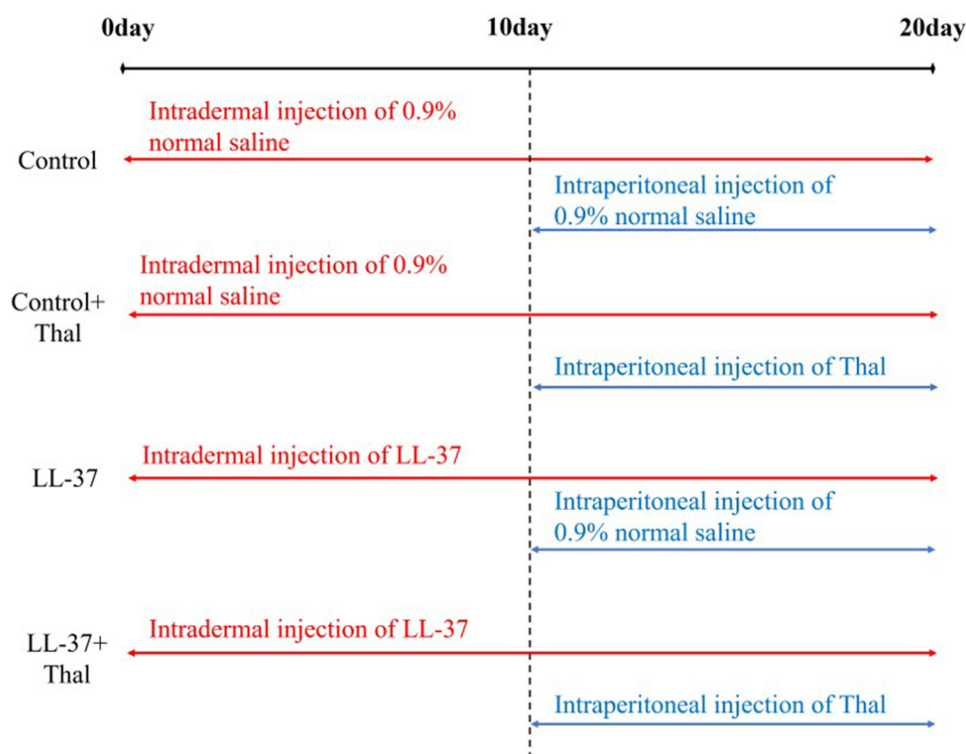 0day 10day 20day
Intradermal injection of 0.9%
normal saline
Control
Intraperitoneal injection of
0.9% normal saline
Intradermal injection of 0.9%
normal saline
Control+
Thal
Intraperitoneal injection of Thal
Intradermal injection of LL-37
LL-37
Intraperitoneal injection of
0.9% normal saline
Intradermal injection of LL-37
LL-37+
Thal
Intraperitoneal injection of Thal